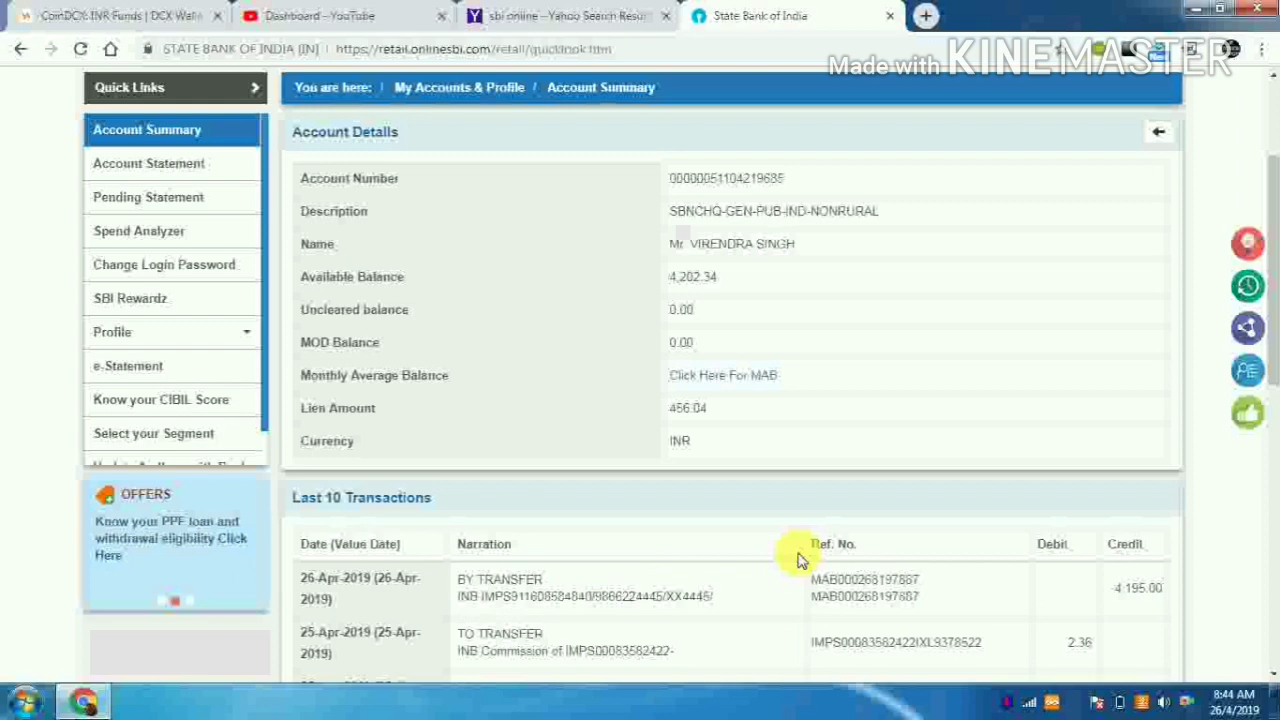 CoinDCX: INR Funds | DCX Wall
Dashboard - YouTube
sbi online - Yahoo Search Resu
State Bank of India
STATE BANK OF INDIA [IN] | https://retail.onlinesbi.com/retail/quicklook.htm
Made with KINEMASTER
Quick Links
You are here: / My Accounts & Profile / Account Summary
Account Summary
Account Statement
Pending Statement
Spend Analyzer
Change Login Password
SBI Rewardz
Profile
e-Statement
Know your CIBIL Score
Select your Segment
OFFERS
Know your PPF loan and
withdrawal eligibility Click
Here
Account Details
Account Number 00000051104219685
Description SBNCHQ-GEN-PUB-IND-NONRURAL
Name Mr. VIRENDRA SINGH
Available Balance 4,202.34
Uncleared balance 0.00
MOD Balance 0.00
Monthly Average Balance Click Here For MAB
Lien Amount 456.04
Currency INR
Last 10 Transactions
Date (Value Date) Narration Ref. No. Debit Credit
26-Apr-2019 (26-Apr-
2019)
BY TRANSFER
INB IMPS911608584840/9866224445/XX4445/
MAB000268197887
MAB000268197887
4,195.00
25-Apr-2019 (25-Apr-
2019)
TO TRANSFER
INB Commission of IMPS00083582422-
IMPS00083582422IXL9378522
2.36
8:44 AM
26/4/2019